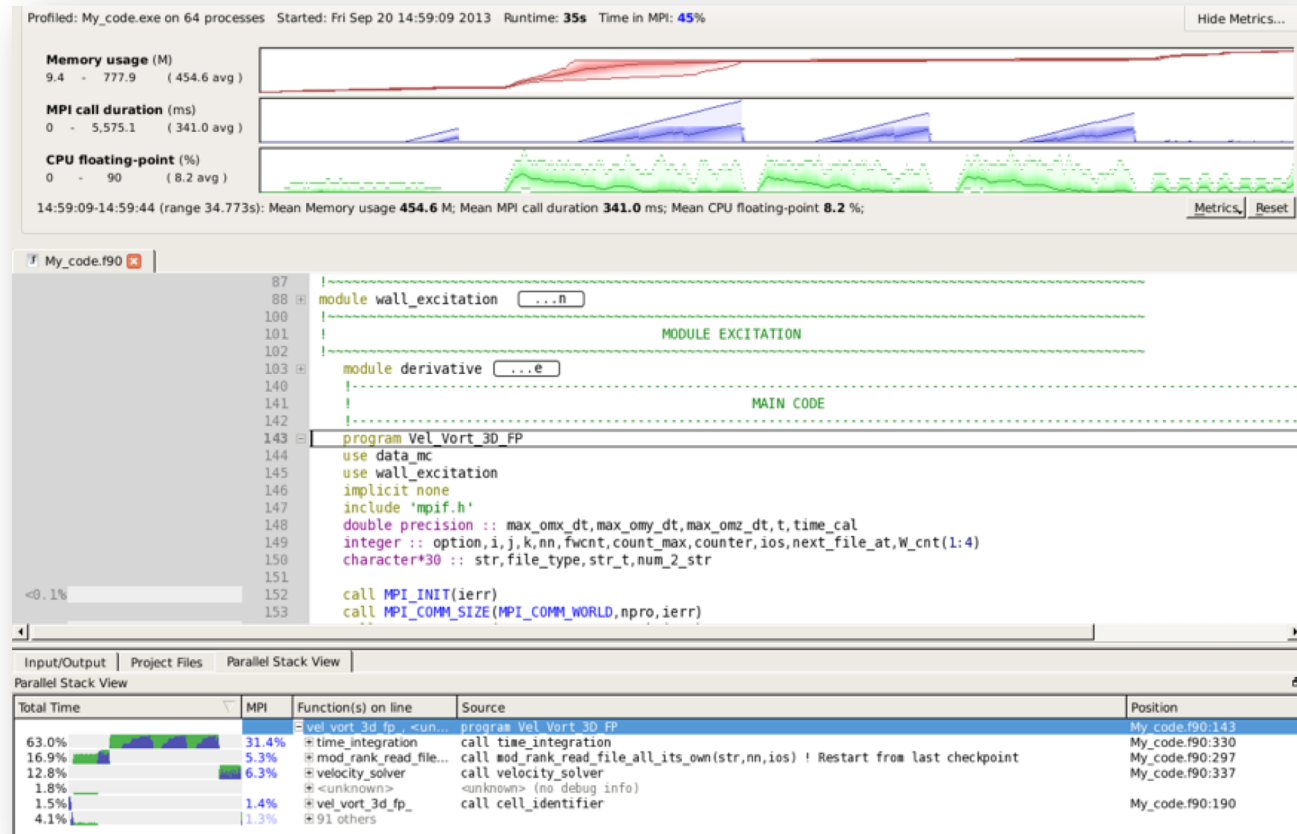 Profiled: My_code.exe on 64 processes Started: Fri Sep 20 14:59:09 2013 Runtime: 35s Time in MPI: 45%
Hide Metrics...
Memory usage (M)
9.4 - 777.9 ( 454.6 avg )
MPI call duration (ms)
0 - 5,575.1 ( 341.0 avg )
CPU floating-point (%)
0 - 90 ( 8.2 avg )
14:59:09-14:59:44 (range 34.773s): Mean Memory usage 454.6 M; Mean MPI call duration 341.0 ms; Mean CPU floating-point 8.2 %;
Metrics Reset
My_code.f90
87 !~~~~~~~~~~~~~~~~~~~~~~~~~~~~~~~~~~~~~~~~~~~~~~~~~~~~~~~~~~~~~~~~~~~~~~~~~~~~~~~~~~~~~~~~~~~~~~~
88 module wall_excitation ...n
100 !~~~~~~~~~~~~~~~~~~~~~~~~~~~~~~~~~~~~~~~~~~~~~~~~~~~~~~~~~~~~~~~~~~~~~~~~~~~~~~~~~~~~~~~~~~~~~~~
101 ! MODULE EXCITATION
102 !~~~~~~~~~~~~~~~~~~~~~~~~~~~~~~~~~~~~~~~~~~~~~~~~~~~~~~~~~~~~~~~~~~~~~~~~~~~~~~~~~~~~~~~~~~~~~~~
103 module derivative ...e
140 !-----------------------------------------------------------------------------------------------
141 ! MAIN CODE
142 !-----------------------------------------------------------------------------------------------
143 program Vel_Vort_3D_FP
144 use data_mc
145 use wall_excitation
146 implicit none
147 include 'mpif.h'
148 double precision :: max_omx_dt,max_omy_dt,max_omz_dt,t,time_cal
149 integer :: option,i,j,k,nn,fwcnt,count_max,counter,ios,next_file_at,W_cnt(1:4)
150 character*30 :: str,file_type,str_t,num_2_str
151
<0.1% 152 call MPI_INIT(ierr)
153 call MPI_COMM_SIZE(MPI_COMM_WORLD,npro,ierr)
Input/Output Project Files Parallel Stack View
Parallel Stack View
Total Time MPI Function(s) on line Source Position
vel_vort_3d_fp_, <un... program Vel_Vort_3D_FP My_code.f90:143
63.0% 31.4% time_integration call time_integration My_code.f90:330
16.9% 5.3% mod_rank_read_file... call mod_rank_read_file_all_its_own(str,nn,ios) ! Restart from last checkpoint My_code.f90:297
12.8% 6.3% velocity_solver call velocity_solver My_code.f90:337
1.8% <unknown> <unknown> (no debug info)
1.5% 1.4% vel_vort_3d_fp_ call cell_identifier My_code.f90:190
4.1% 1.3% 91 others